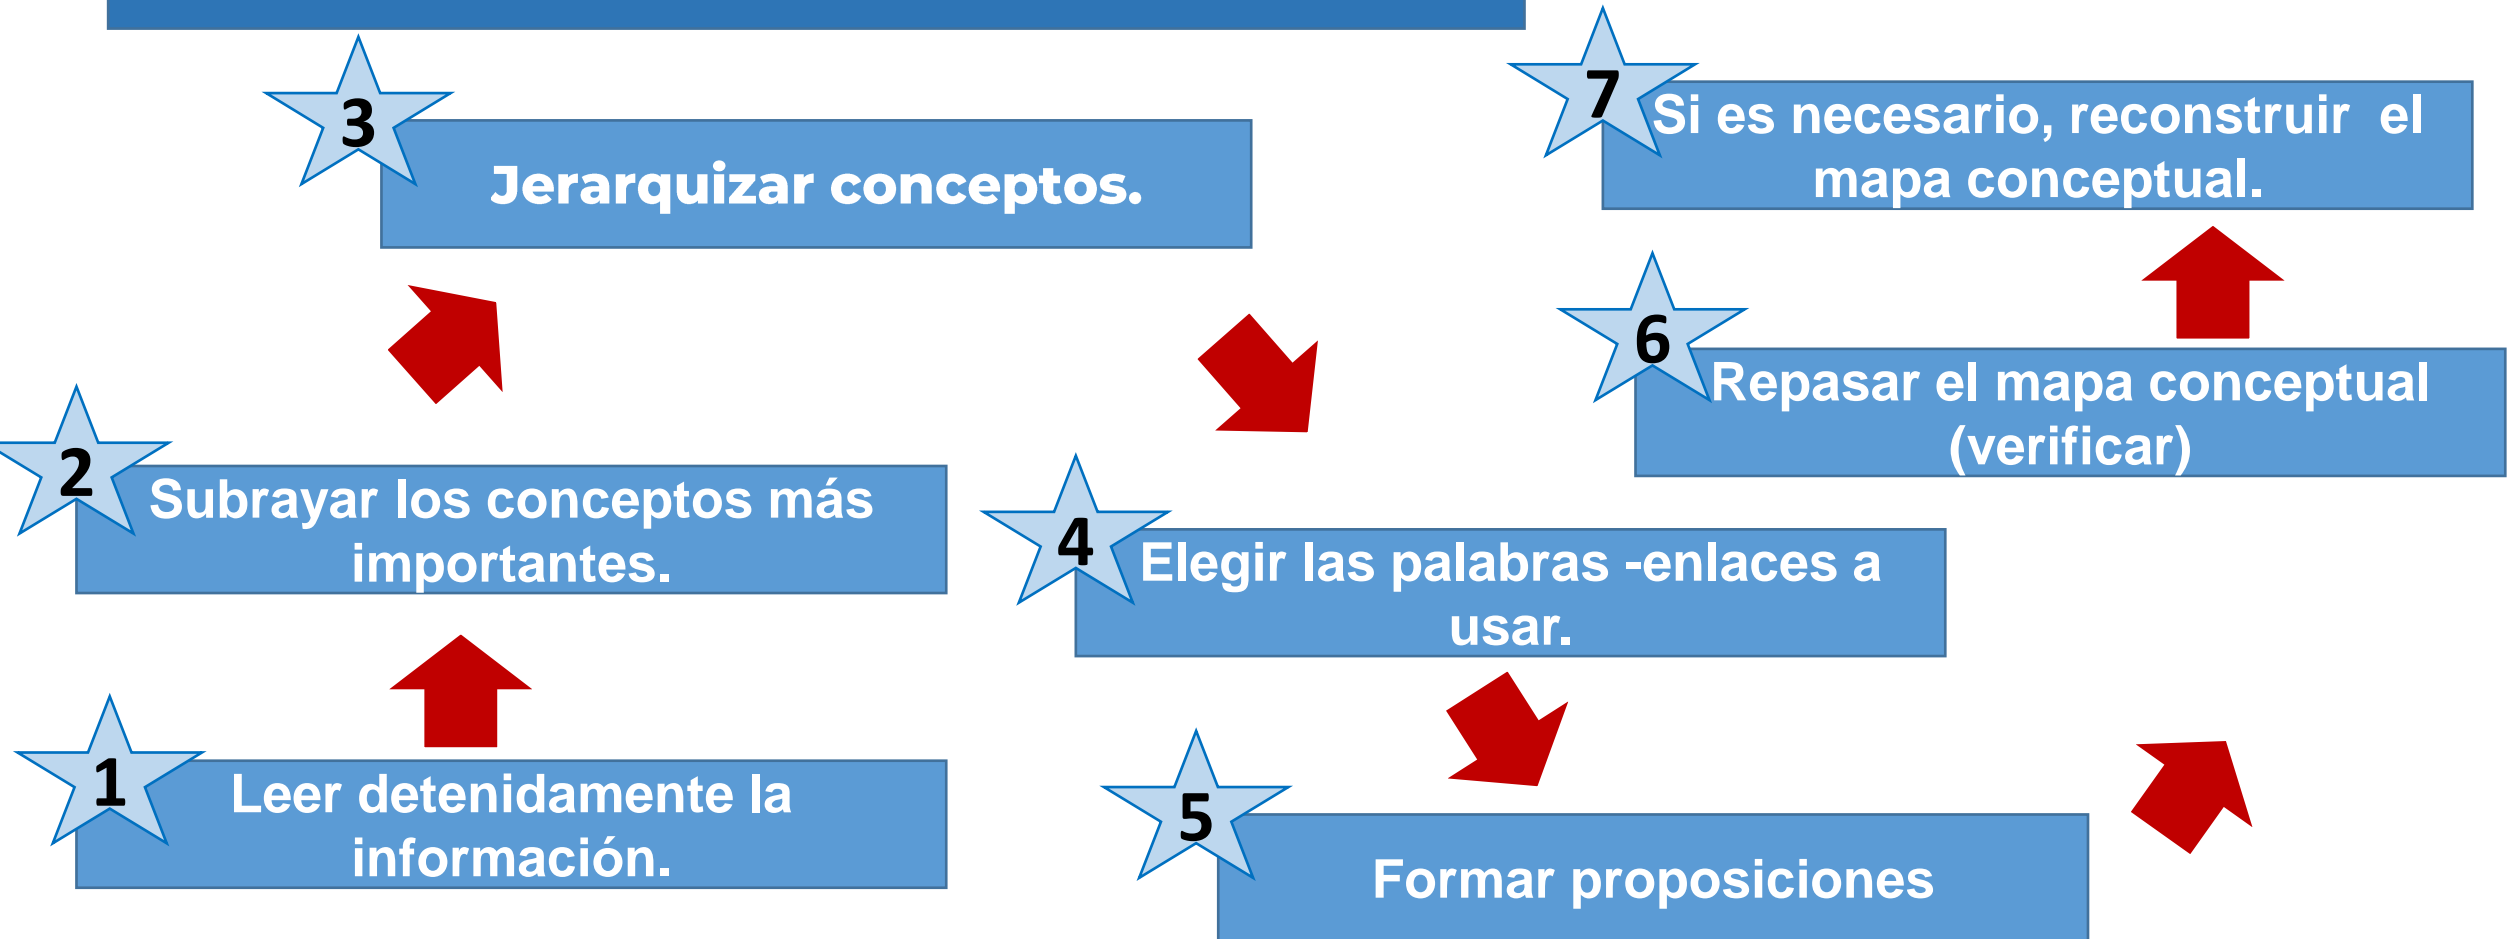 1
Leer detenidamente la
información.
2
Subrayar los conceptos más
importantes.
3
Jerarquizar conceptos.
4
Elegir las palabras -enlaces a
usar.
5
Formar proposiciones
6
Repasar el mapa conceptual
(verificar)
7
Si es necesario, reconstruir el
mapa conceptual.